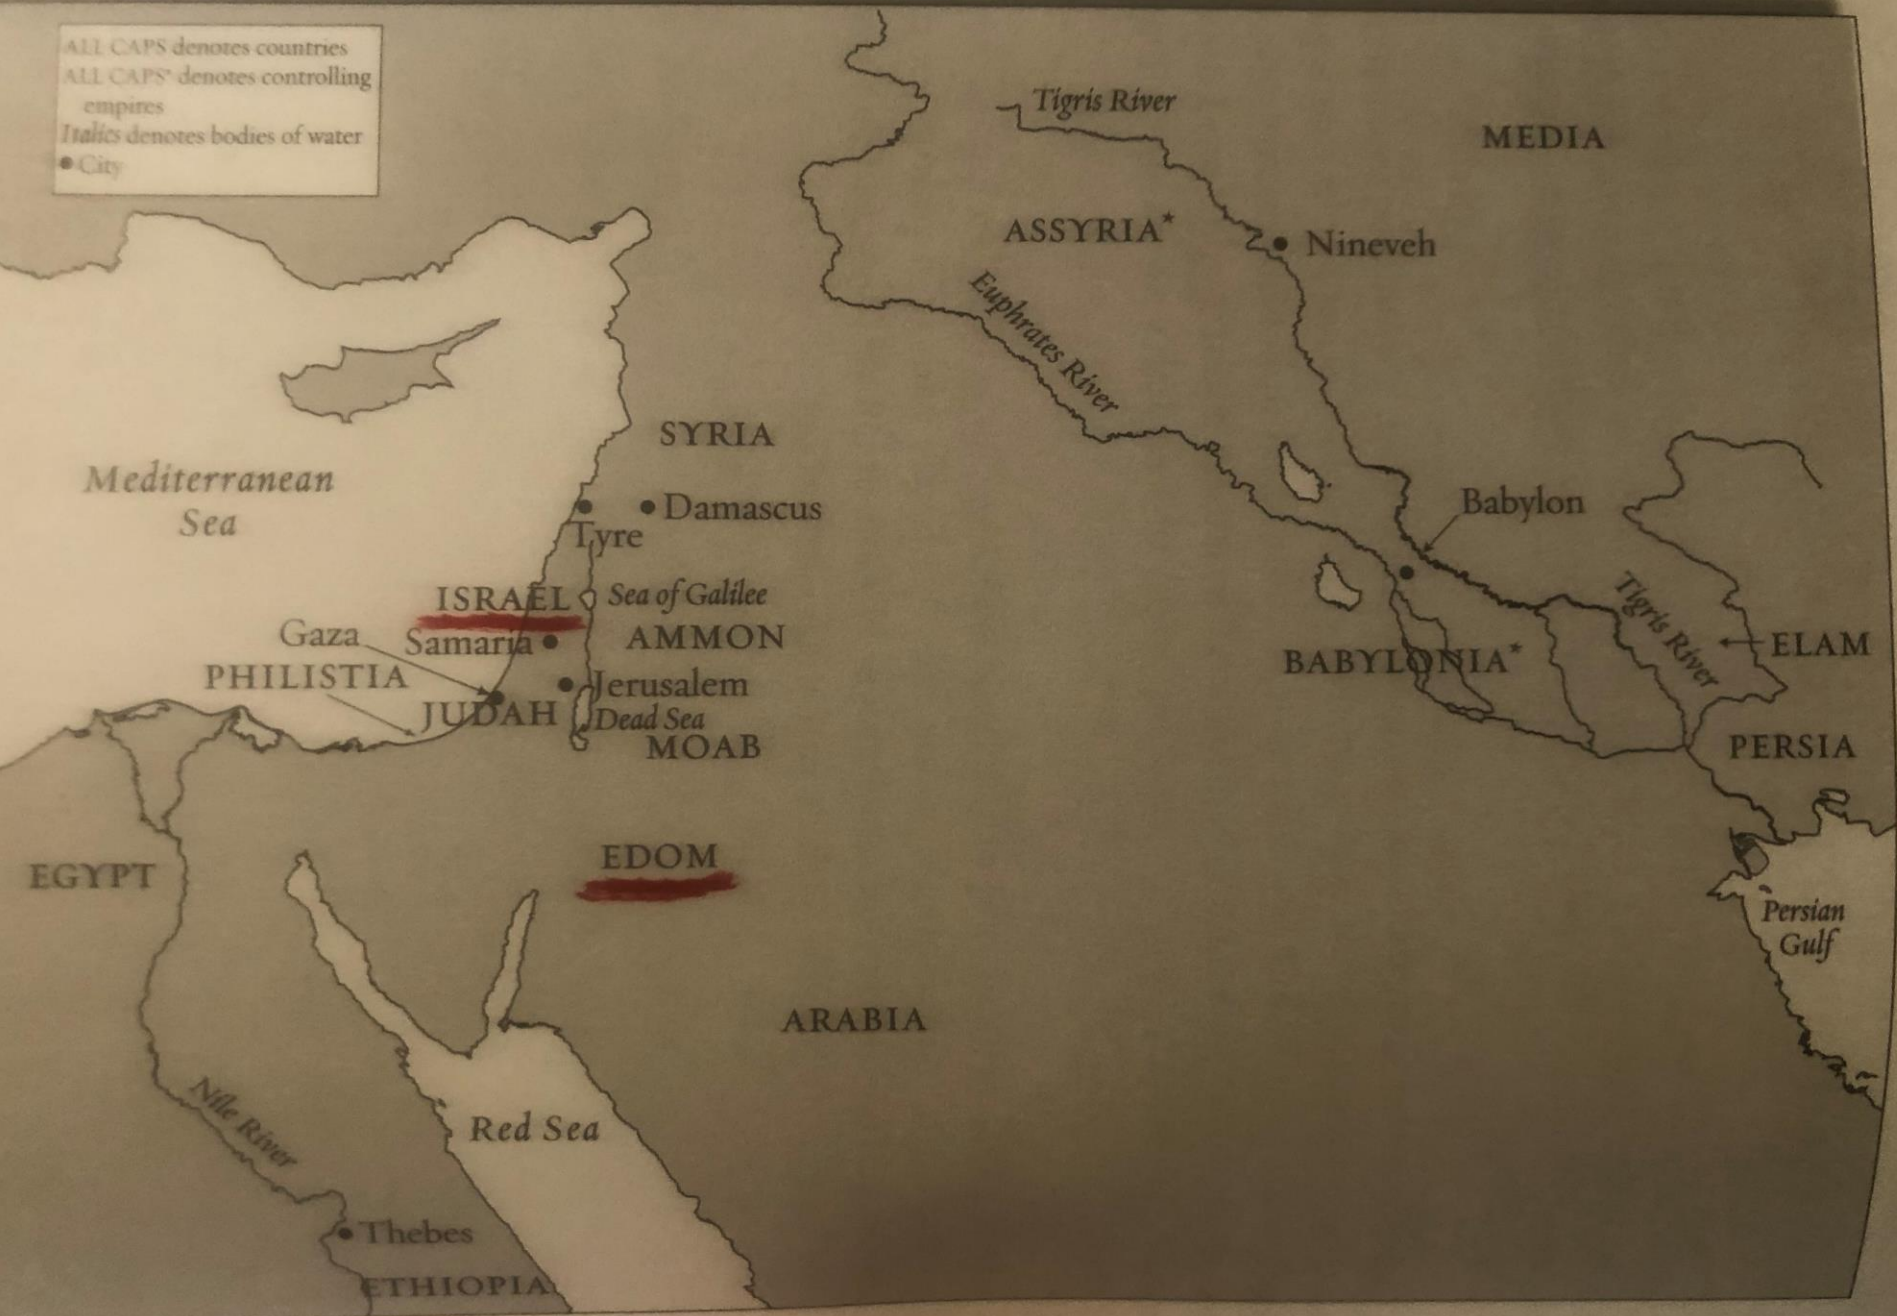 ALL CAPS denotes countries
ALL CAPS* denotes controlling
empires
Italics denotes bodies of water
City
Tigris River
MEDIA
ASSYRIA*
Nineveh
Euphrates River
SYRIA
Mediterranean
Sea
Damascus
Tyre
Babylon
ISRAEL
Sea of Galilee
Gaza
Samaria
AMMON
Tigris River
ELAM
BABYLONIA*
PHILISTIA
Jerusalem
JUDAH
Dead Sea
MOAB
PERSIA
EGYPT
EDOM
Persian
Gulf
ARABIA
Nile River
Red Sea
Thebes
ETHIOPIA